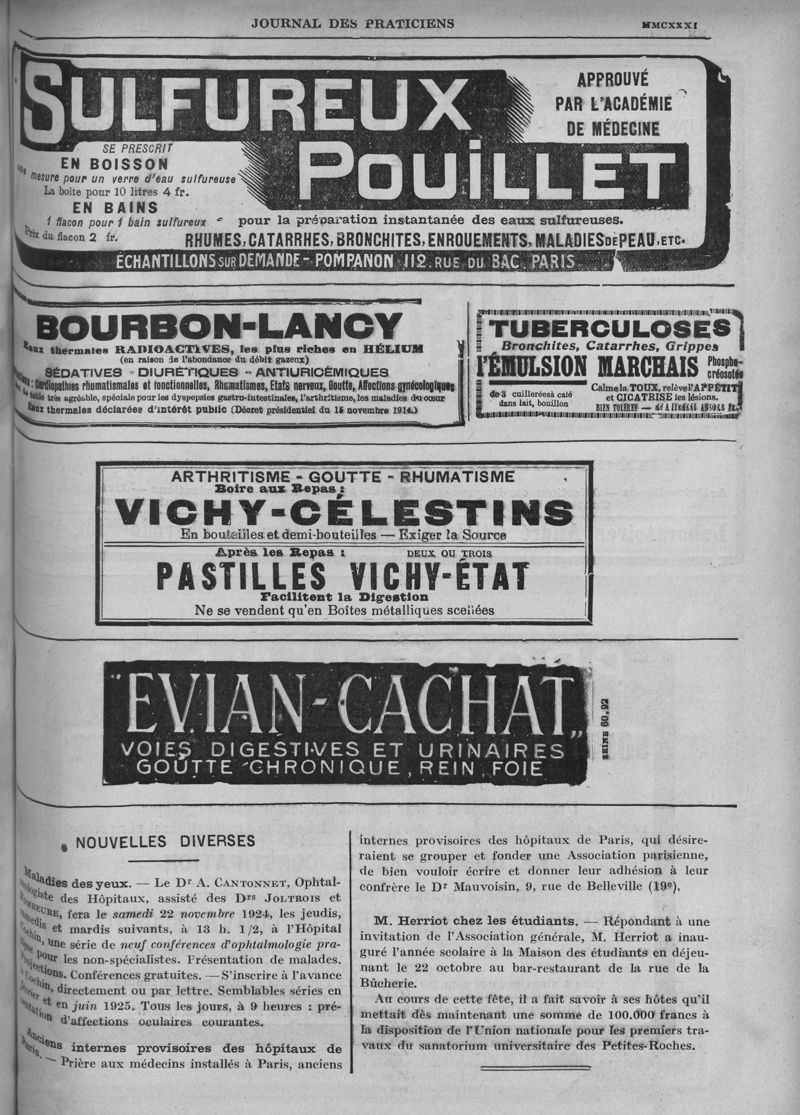 JOURNAL DES PRATICIENS
MMCXXXI
SULFUREUX
POUILLET
APPROUVÉ
PAR L'ACADÉMIE
DE MÉDECINE
SE PRESCRIT
EN BOISSON
mesure pour un verre d'eau sulfureuse
La boite pour 10 litres 4 fr.
EN BAINS
1 flacon pour 1 bain sulfureux
Prix du flacon 2 fr.
pour la préparation instantanée des eaux sulfureuses.
RHUMES, CATARRHES, BRONCHITES, ENROUEMENTS, MALADIES DE PEAU, ETC.
ÉCHANTILLONS SUR DEMANDE - POMPANON 112. RUE DU BAC. PARIS
BOURBON-LANCY
Eaux thermales RADIOACTIVES, les plus riches en HÉLIUM
(en raison de l'abondance du débit gazeux)
SÉDATIVES - DIURÉTIQUES - ANTIURICÉMIQUES
: Cardiopathies rhumatismales et fonctionnelles, Rhumatismes, Etats nerveux, Goutte, Affections gynécologiques
très agréable, spéciale pour les dyspepsies gastro-intestinales, l'arthritisme, les maladies du cœur
Eaux thermales déclarées d'intérêt public (Décret présidentiel du 15 novembre 1914.)
TUBERCULOSES
Bronchites, Catarrhes, Grippes
l'ÉMULSION MARCHAIS Phospho-
créosotée
cuilleréesà café
dans lait, bouillon
Calme la TOUX, relève l'APPÉTIT
et CICATRISE les lésions.
BIEN TOLÉRÉE —
ARTHRITISME - GOUTTE - RHUMATISME
Boire aux Repas :
VICHY-CÉLESTINS
En bouteilles et demi-bouteilles — Exiger la Source
Après les Repas : DEUX OU TROIS
PASTILLES VICHY-ÉTAT
Facilitent la Digestion
Ne se vendent qu'en Boîtes métalliques scellées
"EVIAN-CACHAT"
VOIES DIGESTIVES ET URINAIRES
GOUTTE CHRONIQUE, REIN, FOIE
SEINE 60.92
NOUVELLES DIVERSES
Maladies des yeux. — Le Dr A. CANTONNET, Ophtal-
mologiste des Hôpitaux, assisté des Drs JOLTROIS et
fera le samedi 22 novembre 1924, les jeudis,
et mardis suivants, à 13 h. 1/2, à l'Hôpital
Cochin, une série de neuf conférences d'ophtalmologie pra-
tique pour les non-spécialistes. Présentation de malades.
Projections. Conférences gratuites. — S'inscrire à l'avance
à Cochin, directement ou par lettre. Semblables séries en
février et en juin 1925. Tous les jours, à 9 heures : pré-
sentation d'affections oculaires courantes.
Anciens internes provisoires des hôpitaux de
Paris. — Prière aux médecins installés à Paris, anciens
internes provisoires des hôpitaux de Paris, qui désire-
raient se grouper et fonder une Association parisienne,
de bien vouloir écrire et donner leur adhésion à leur
confrère le Dr Mauvoisin, 9, rue de Belleville (19e).
M. Herriot chez les étudiants. — Répondant à une
invitation de l'Association générale, M. Herriot a inau-
guré l'année scolaire à la Maison des étudiants en déjeu-
nant le 22 octobre au bar-restaurant de la rue de la
Bûcherie.
Au cours de cette fête, il a fait savoir à ses hôtes qu'il
mettait dès maintenant une somme de 100.000 francs à
la disposition de l'Union nationale pour les premiers tra-
vaux du sanatorium universitaire des Petites-Roches.